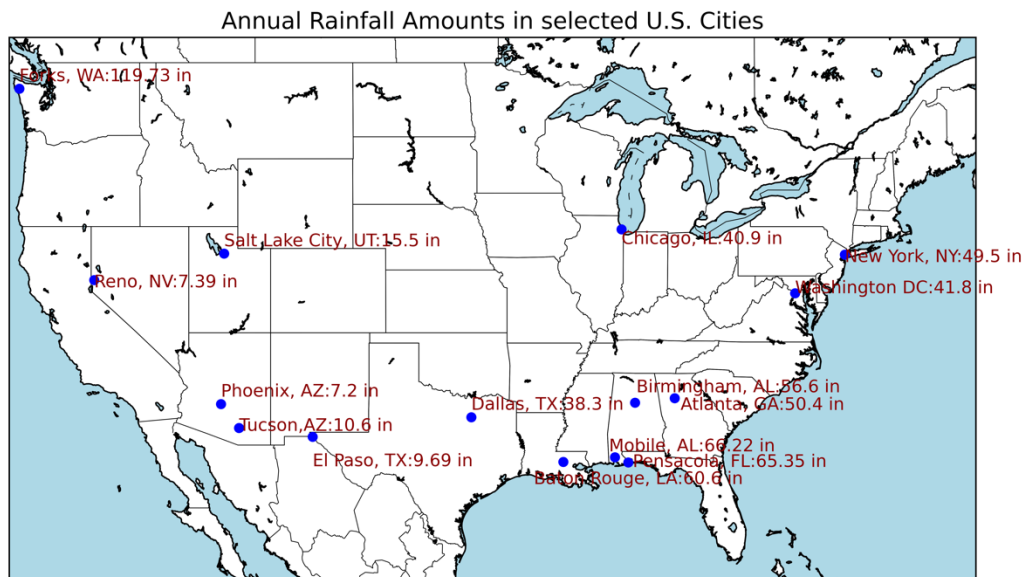 Annual Rainfall Amounts in selected U.S. Cities
Forks, WA:119.73 in
Salt Lake City, UT:15.5 in
Chicago, IL:40.9 in
New York, NY:49.5 in
Reno, NV:7.39 in
Washington DC:41.8 in
Phoenix, AZ:7.2 in
Birmingham, AL:56.6 in
Dallas, TX:38.3 in
Atlanta, GA:50.4 in
Tucson,AZ:10.6 in
Mobile, AL:66.22 in
El Paso, TX:9.69 in
Pensacola, FL:65.35 in
Baton Rouge, LA:60.6 in